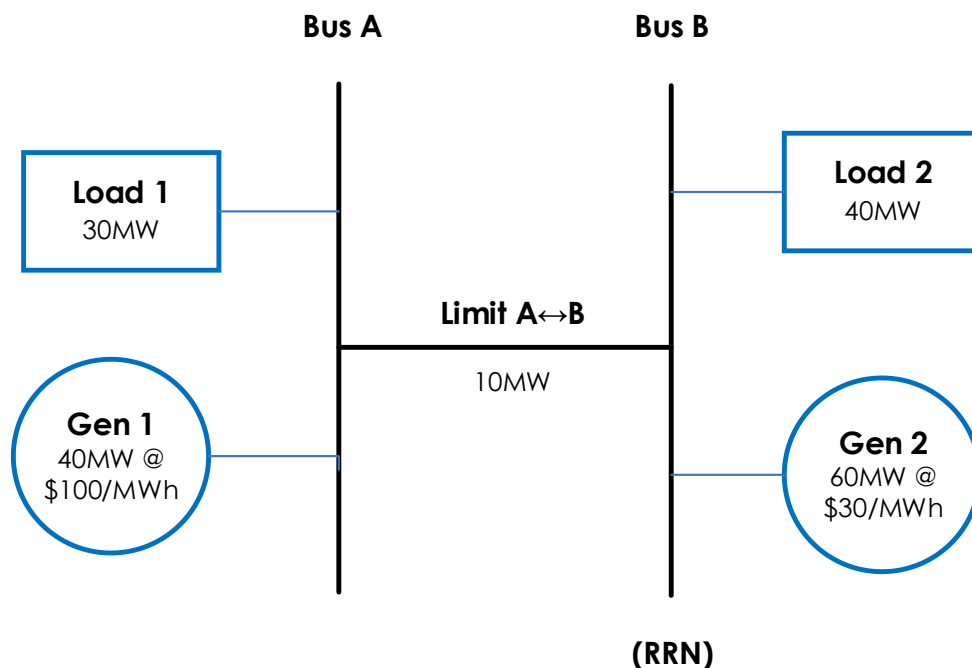 Bus A
Bus B
Load 1
30MW
Load 2
40MW
Limit A↔B
10MW
Gen 1
40MW @
$100/MWh
Gen 2
60MW @
$30/MWh
(RRN)